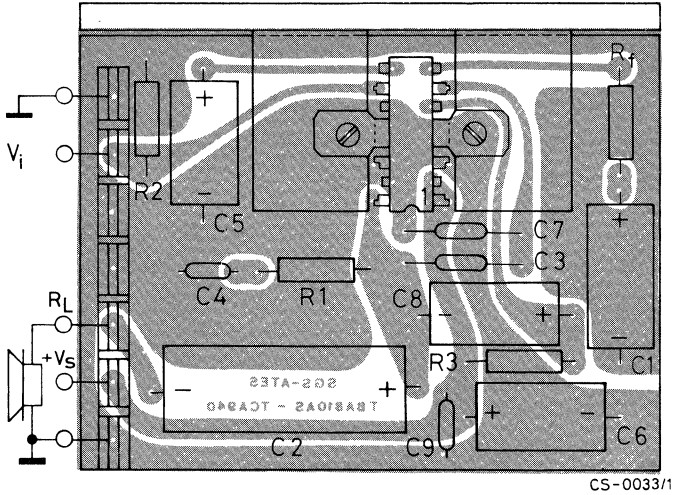 Rf
+
Vi
R2
+
−
C5
1
+
C7
C3
C4
R1
C8
RL
+
+Vs
−
SGS-ATES
+
TBA810AS - TCA940
R3
−
C1
+
−
C2
C9
C6
CS-0033/1